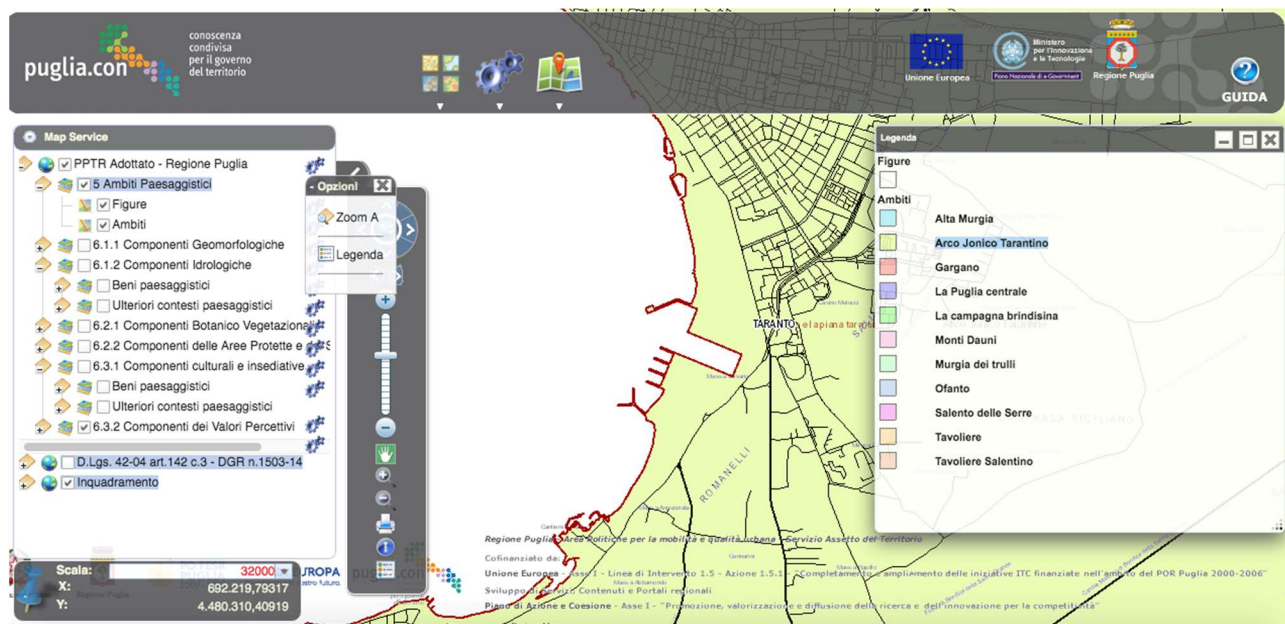 puglia.con
conoscenza
condivisa
per il governo
del territorio
Unione Europea
Ministero
per l'Innovazione
e le Tecnologie
Piano Nazionale di e-Government
Regione Puglia
GUIDA
Map Service
PPTR Adottato - Regione Puglia
5 Ambiti Paesaggistici
Figure
Ambiti
6.1.1 Componenti Geomorfologiche
6.1.2 Componenti Idrologiche
Beni paesaggistici
Ulteriori contesti paesaggistici
6.2.1 Componenti Botanico Vegetazionali
6.2.2 Componenti delle Aree Protette e
6.3.1 Componenti culturali e insediative
Beni paesaggistici
Ulteriori contesti paesaggistici
6.3.2 Componenti dei Valori Percettivi
D.Lgs. 42-04 art.142 c.3 - DGR n.1503-14
Inquadramento
- Opzioni
Zoom A
Legenda
Legenda
Figure
Ambiti
Alta Murgia
Arco Jonico Tarantino
Gargano
La Puglia centrale
La campagna brindisina
Monti Dauni
Murgia dei trulli
Ofanto
Salento delle Serre
Tavoliere
Tavoliere Salentino
TARANTO
e la piana taranti
ROMANELLI
Scala: 32000
X: 692.219,79317
Y: 4.480.310,40919
Regione Puglia - Area Politiche per la mobilità e qualità urbana - Servizio Assetto del Territorio
Cofinanziato da:
Unione Europea - Asse I - Linea di Intervento 1.5 - Azione 1.5.1 - "Completamento e ampliamento delle iniziative ITC finanziate nell'ambito del POR Puglia 2000-2006"
Sviluppo di Servizi, Contenuti e Portali regionali
Piano di Azione e Coesione - Asse I - "Promozione, valorizzazione e diffusione della ricerca e dell'innovazione per la competitività"